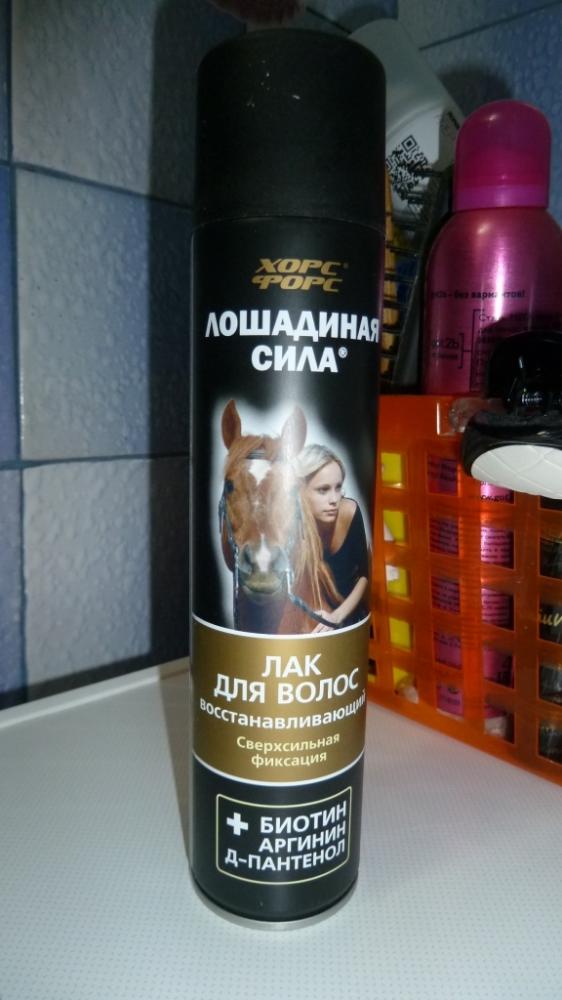 ХОРС®
ФОРС
ЛОШАДИНАЯ
СИЛА®
ЛАК
ДЛЯ ВОЛОС
восстанавливающий
Сверхсильная
фиксация
+ БИОТИН
АРГИНИН
Д-ПАНТЕНОЛ